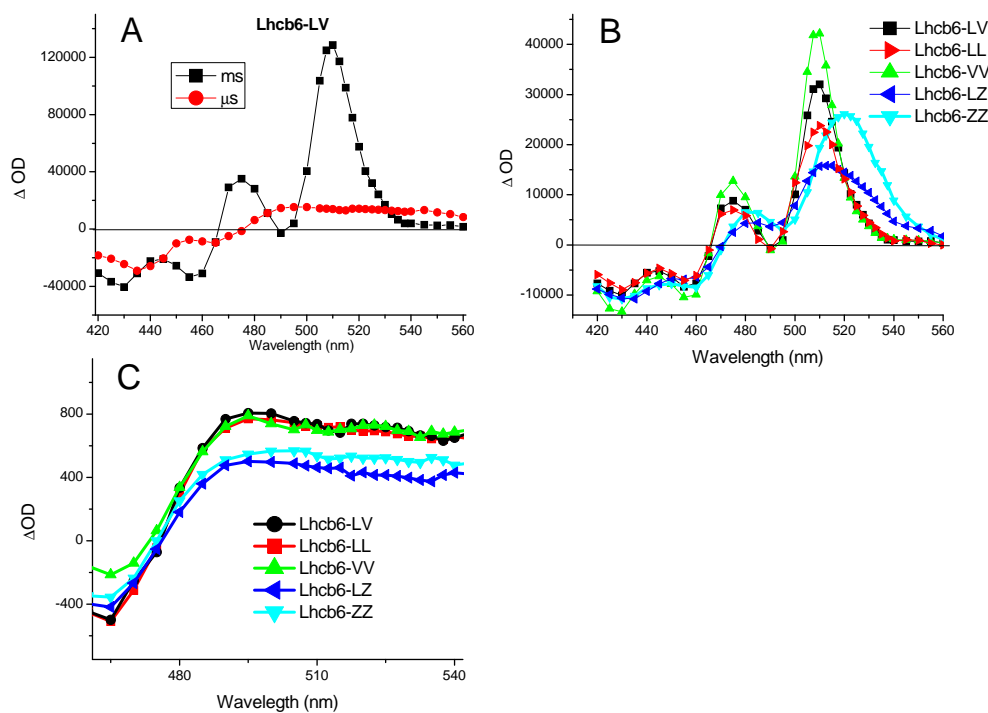 A
Lhcb6-LV
ms
μs
Δ OD
120000
80000
40000
0
-40000
420 440 460 480 500 520 540 560
Wavelength (nm)
B
Lhcb6-LV
Lhcb6-LL
Lhcb6-VV
Lhcb6-LZ
Lhcb6-ZZ
Δ OD
40000
30000
20000
10000
0
-10000
420 440 460 480 500 520 540 560
Wavelength (nm)
C
ΔOD
800
400
0
-400
Lhcb6-LV
Lhcb6-LL
Lhcb6-VV
Lhcb6-LZ
Lhcb6-ZZ
480 510 540
Wavelegth (nm)